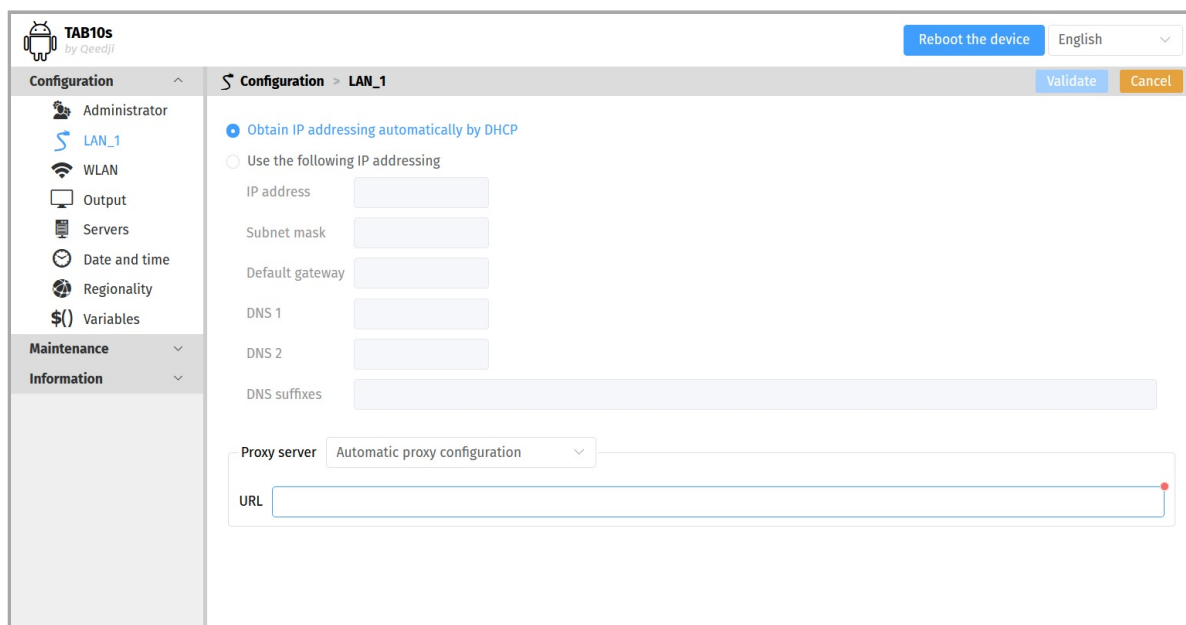 TAB10s
by Qeedji
Reboot the device
English
Configuration
Administrator
LAN_1
WLAN
Output
Servers
Date and time
Regionality
$() Variables
Maintenance
Information
Configuration > LAN_1
Validate
Cancel
Obtain IP addressing automatically by DHCP
Use the following IP addressing
IP address
Subnet mask
Default gateway
DNS 1
DNS 2
DNS suffixes
Proxy server Automatic proxy configuration
URL